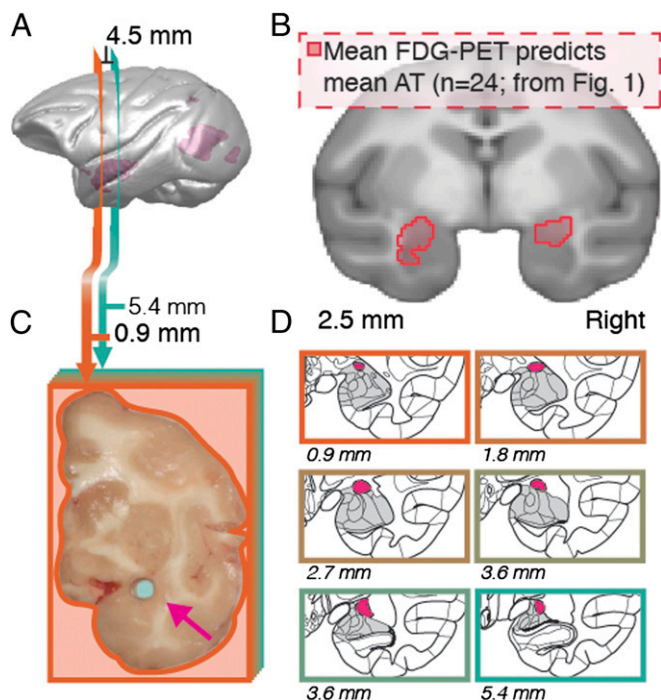 A
4.5 mm
B
Mean FDG-PET predicts
mean AT (n=24; from Fig. 1)
5.4 mm
0.9 mm
C
D
2.5 mm
Right
0.9 mm
1.8 mm
2.7 mm
3.6 mm
3.6 mm
5.4 mm